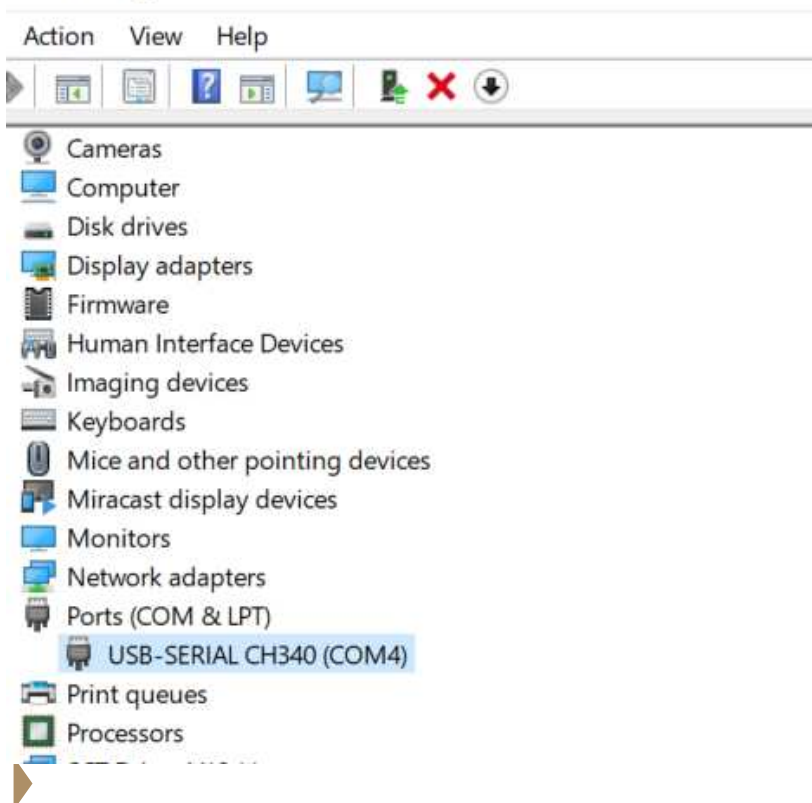 Action View Help
Cameras
Computer
Disk drives
Display adapters
Firmware
Human Interface Devices
Imaging devices
Keyboards
Mice and other pointing devices
Miracast display devices
Monitors
Network adapters
Ports (COM & LPT)
USB-SERIAL CH340 (COM4)
Print queues
Processors